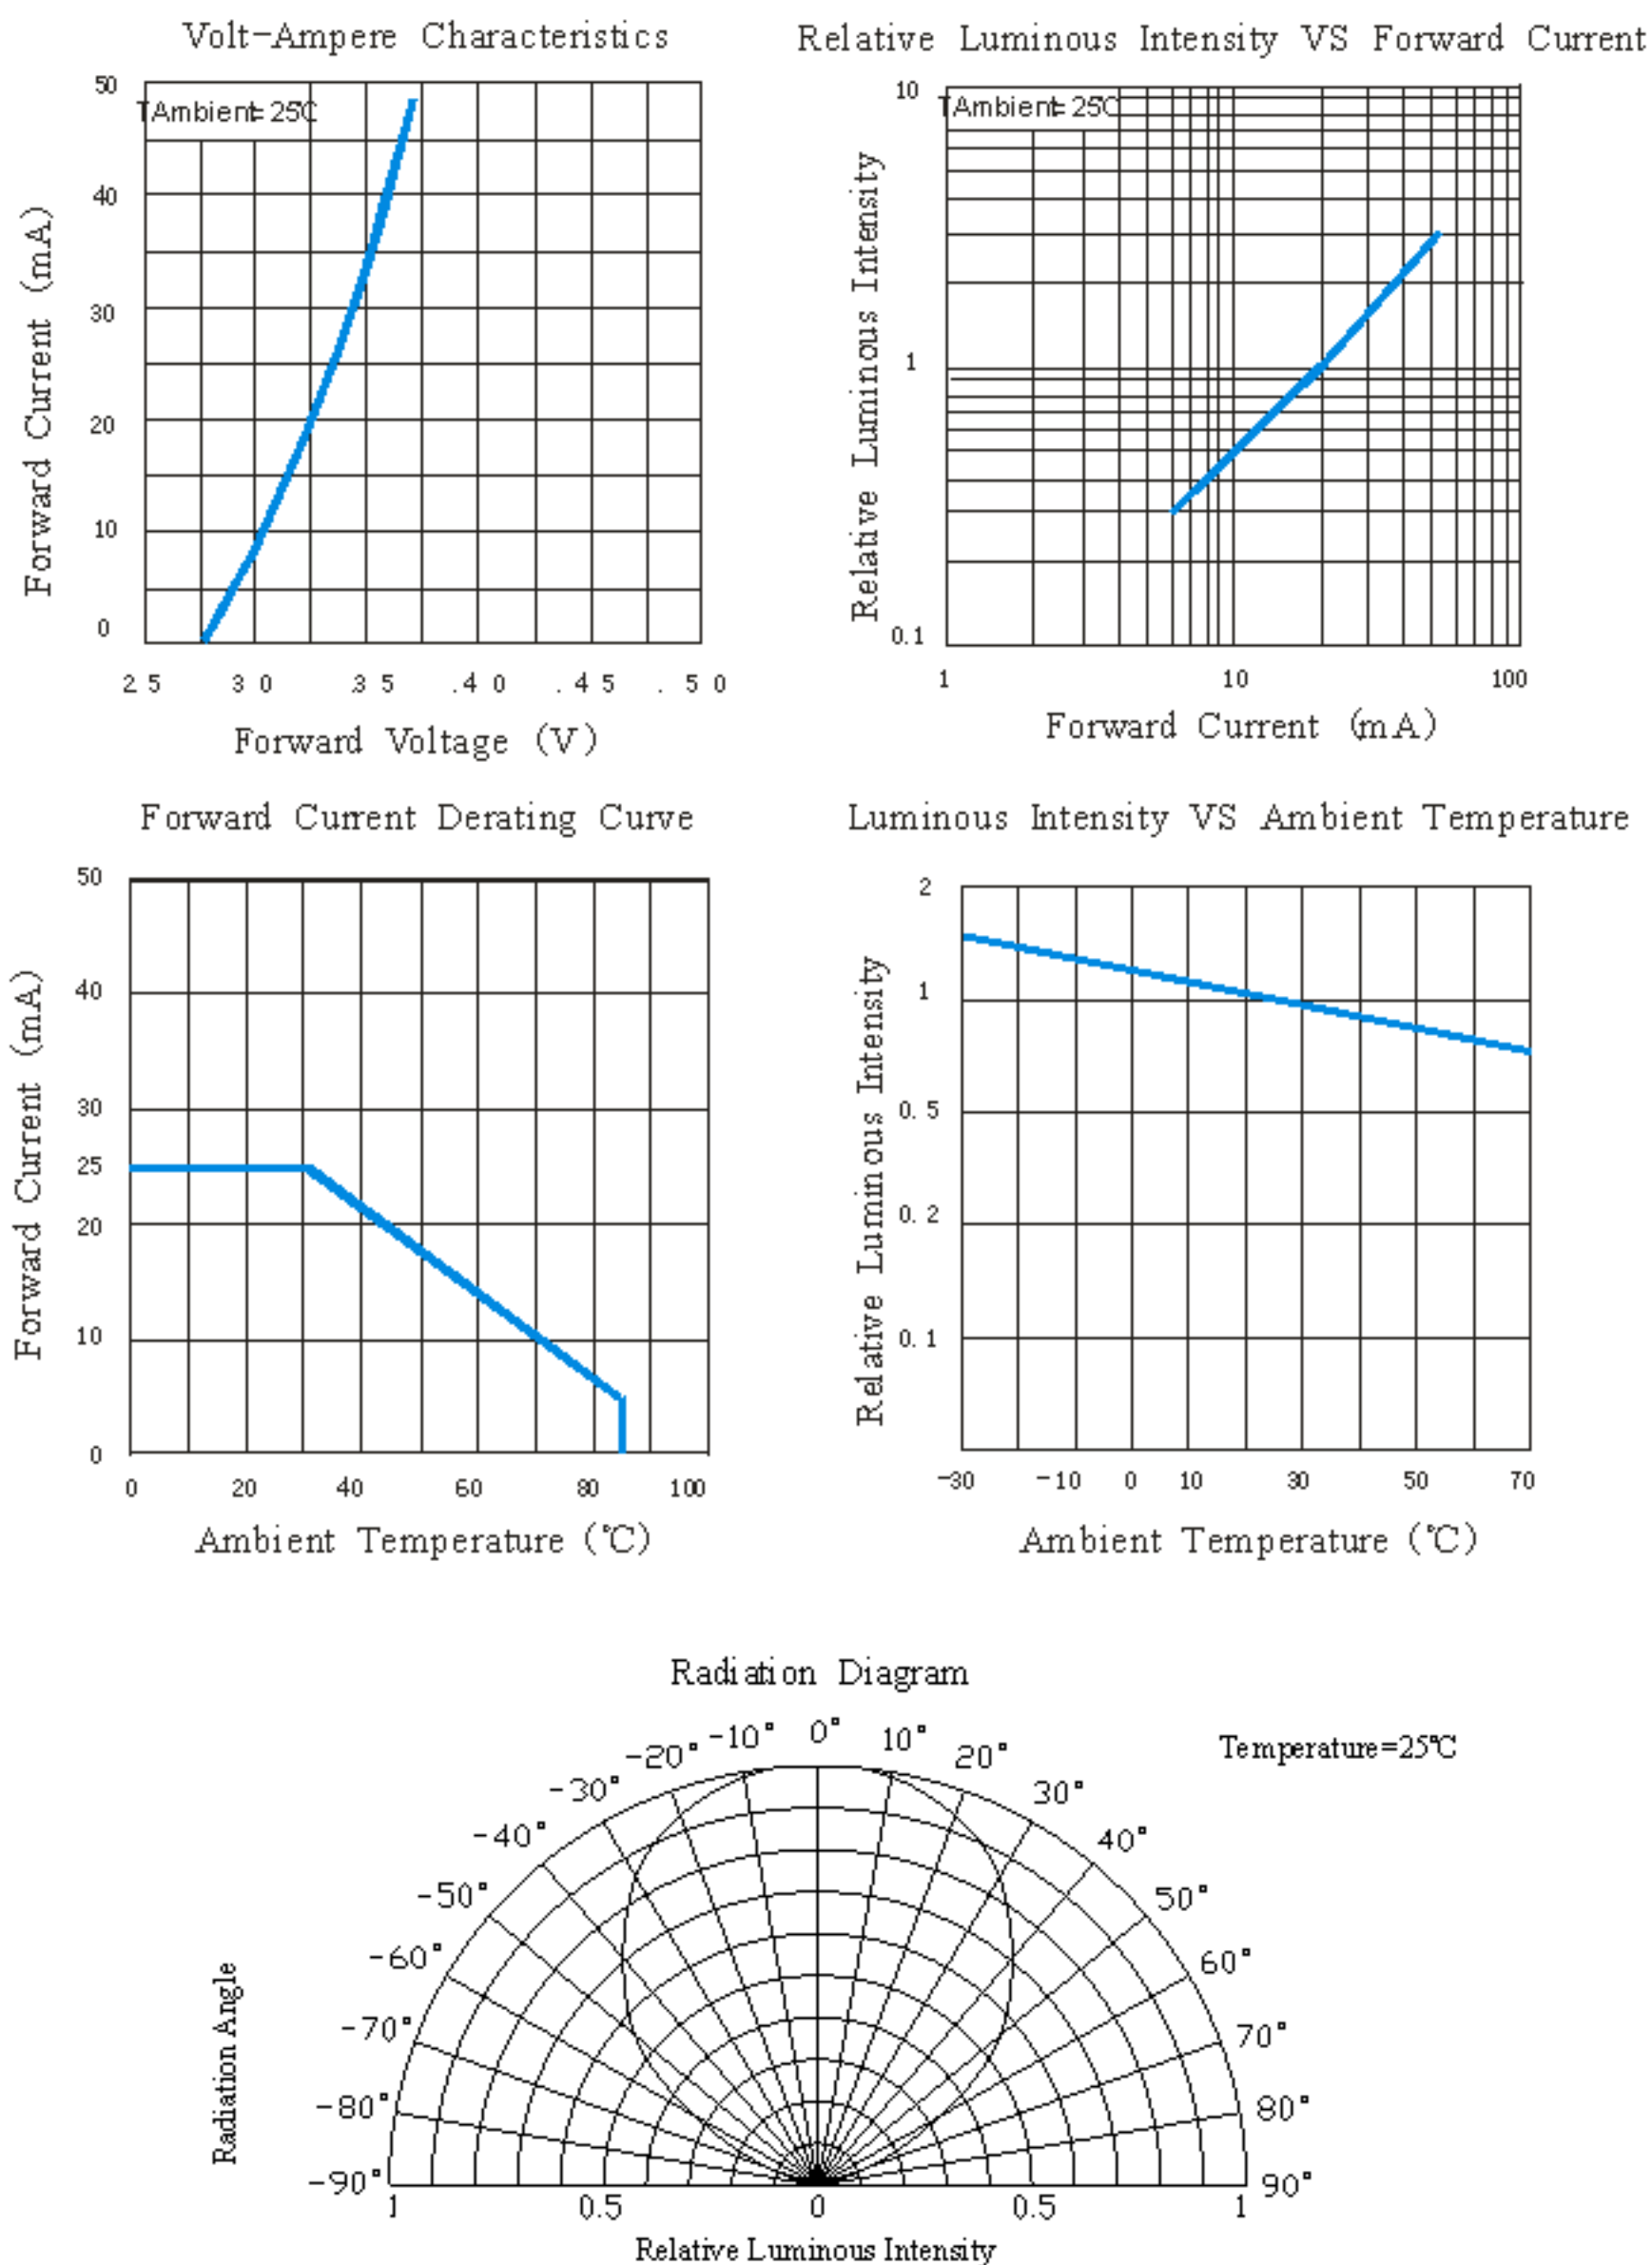 Volt-Ampere Characteristics
50
TAmbient=25C
40
30
20
10
0
Forward Current (mA)
2 5 3 0 .3 5 .4 0 .4 5 .5 0
Forward Voltage (V)
Relative Luminous Intensity VS Forward Current
10
TAmbient=25C
1
0.1
Relative Luminous Intensity
1 10 100
Forward Current (mA)
Forward Current Derating Curve
50
40
30
25
20
10
0
Forward Current (mA)
0 20 40 60 80 100
Ambient Temperature (℃)
Luminous Intensity VS Ambient Temperature
2
1
0.5
0.2
0.1
Relative Luminous Intensity
-30 -10 0 10 30 50 70
Ambient Temperature (℃)
Radiation Diagram
Temperature=25℃
-90° -80° -70° -60° -50° -40° -30° -20° -10° 0° 10° 20° 30° 40° 50° 60° 70° 80° 90°
Radiation Angle
1 0.5 0 0.5 1
Relative Luminous Intensity